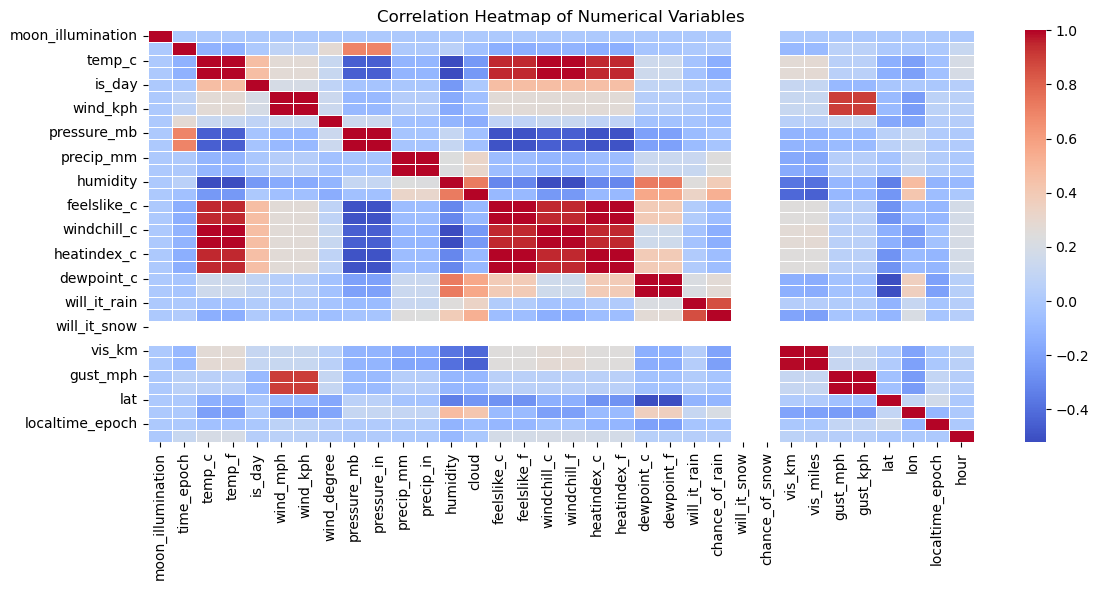 Correlation Heatmap of Numerical Variables
moon_illumination
temp_c
is_day
wind_kph
pressure_mb
precip_mm
humidity
feelslike_c
windchill_c
heatindex_c
dewpoint_c
will_it_rain
will_it_snow
vis_km
gust_mph
lat
localtime_epoch
moon_illumination
time_epoch
temp_c
temp_f
is_day
wind_mph
wind_kph
wind_degree
pressure_mb
pressure_in
precip_mm
precip_in
humidity
cloud
feelslike_c
feelslike_f
windchill_c
windchill_f
heatindex_c
heatindex_f
dewpoint_c
dewpoint_f
will_it_rain
chance_of_rain
will_it_snow
chance_of_snow
vis_km
vis_miles
gust_mph
gust_kph
lat
lon
localtime_epoch
hour
1.0
0.8
0.6
0.4
0.2
0.0
−0.2
−0.4